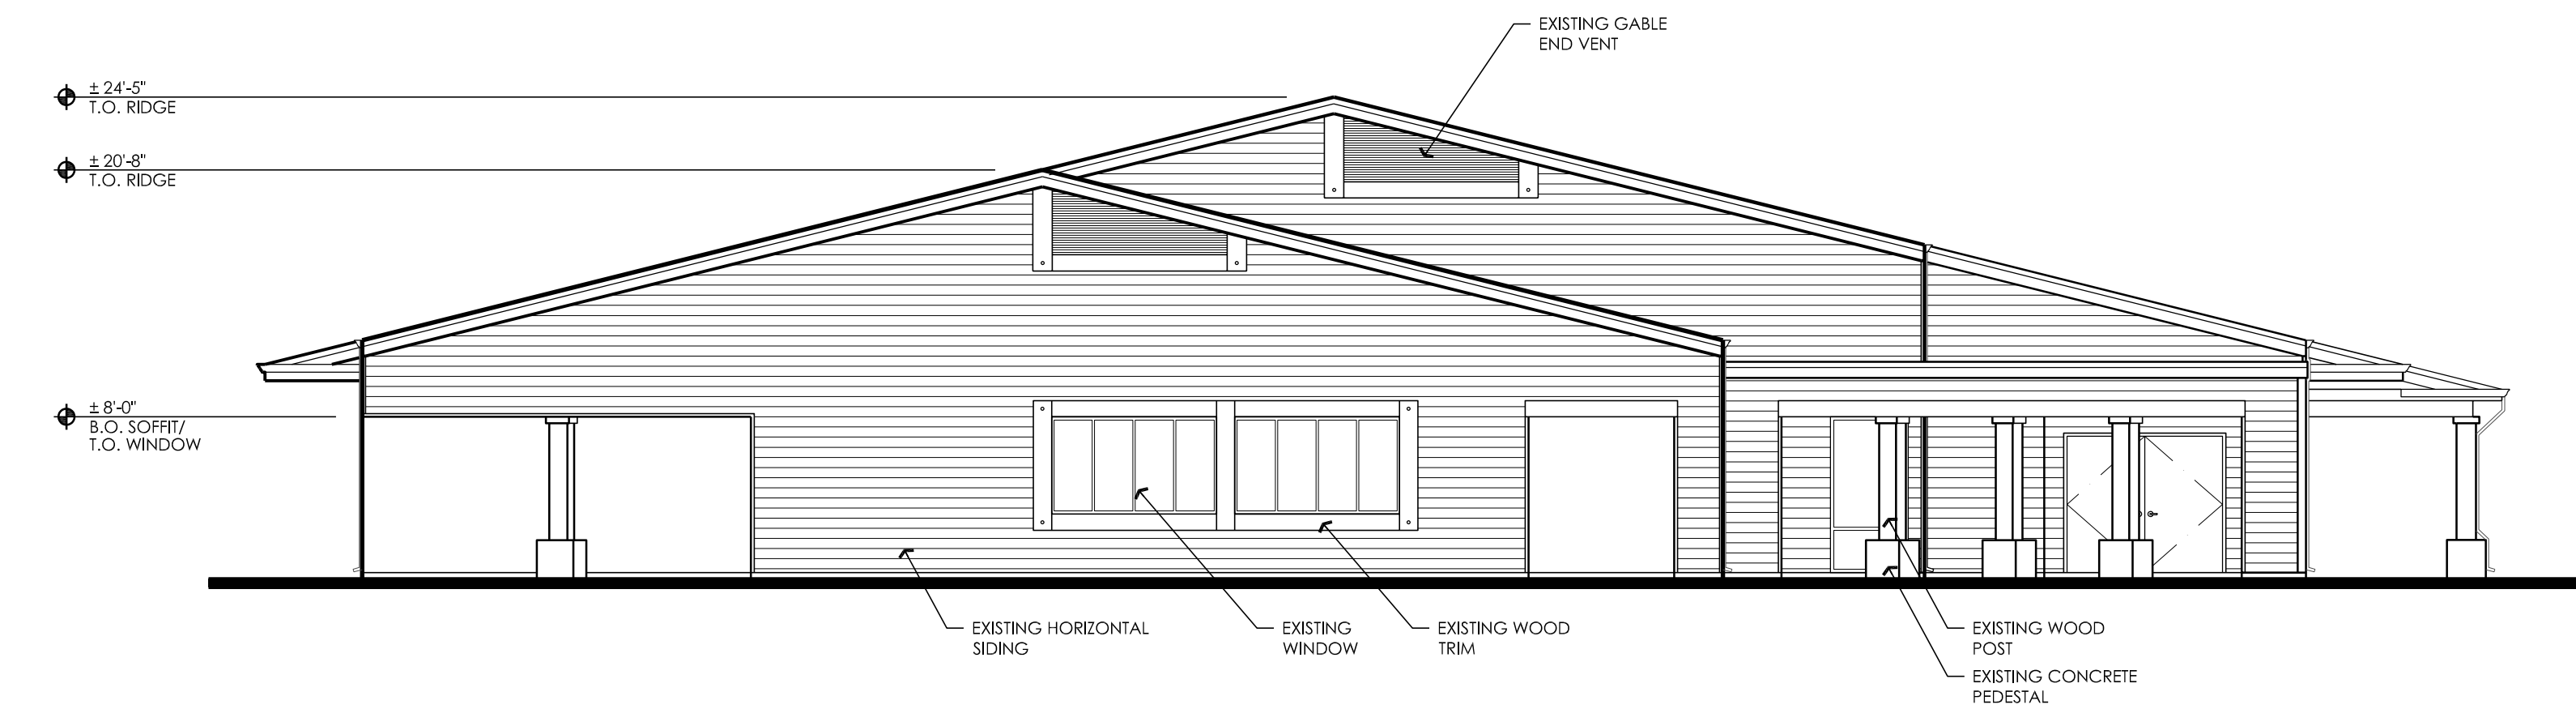 EXISTING GABLE
END VENT
± 24'-5"
T.O. RIDGE
± 20'-8"
T.O. RIDGE
± 8'-0"
B.O. SOFFIT/
T.O. WINDOW
EXISTING HORIZONTAL
SIDING
EXISTING
WINDOW
EXISTING WOOD
TRIM
EXISTING WOOD
POST
EXISTING CONCRETE
PEDESTAL